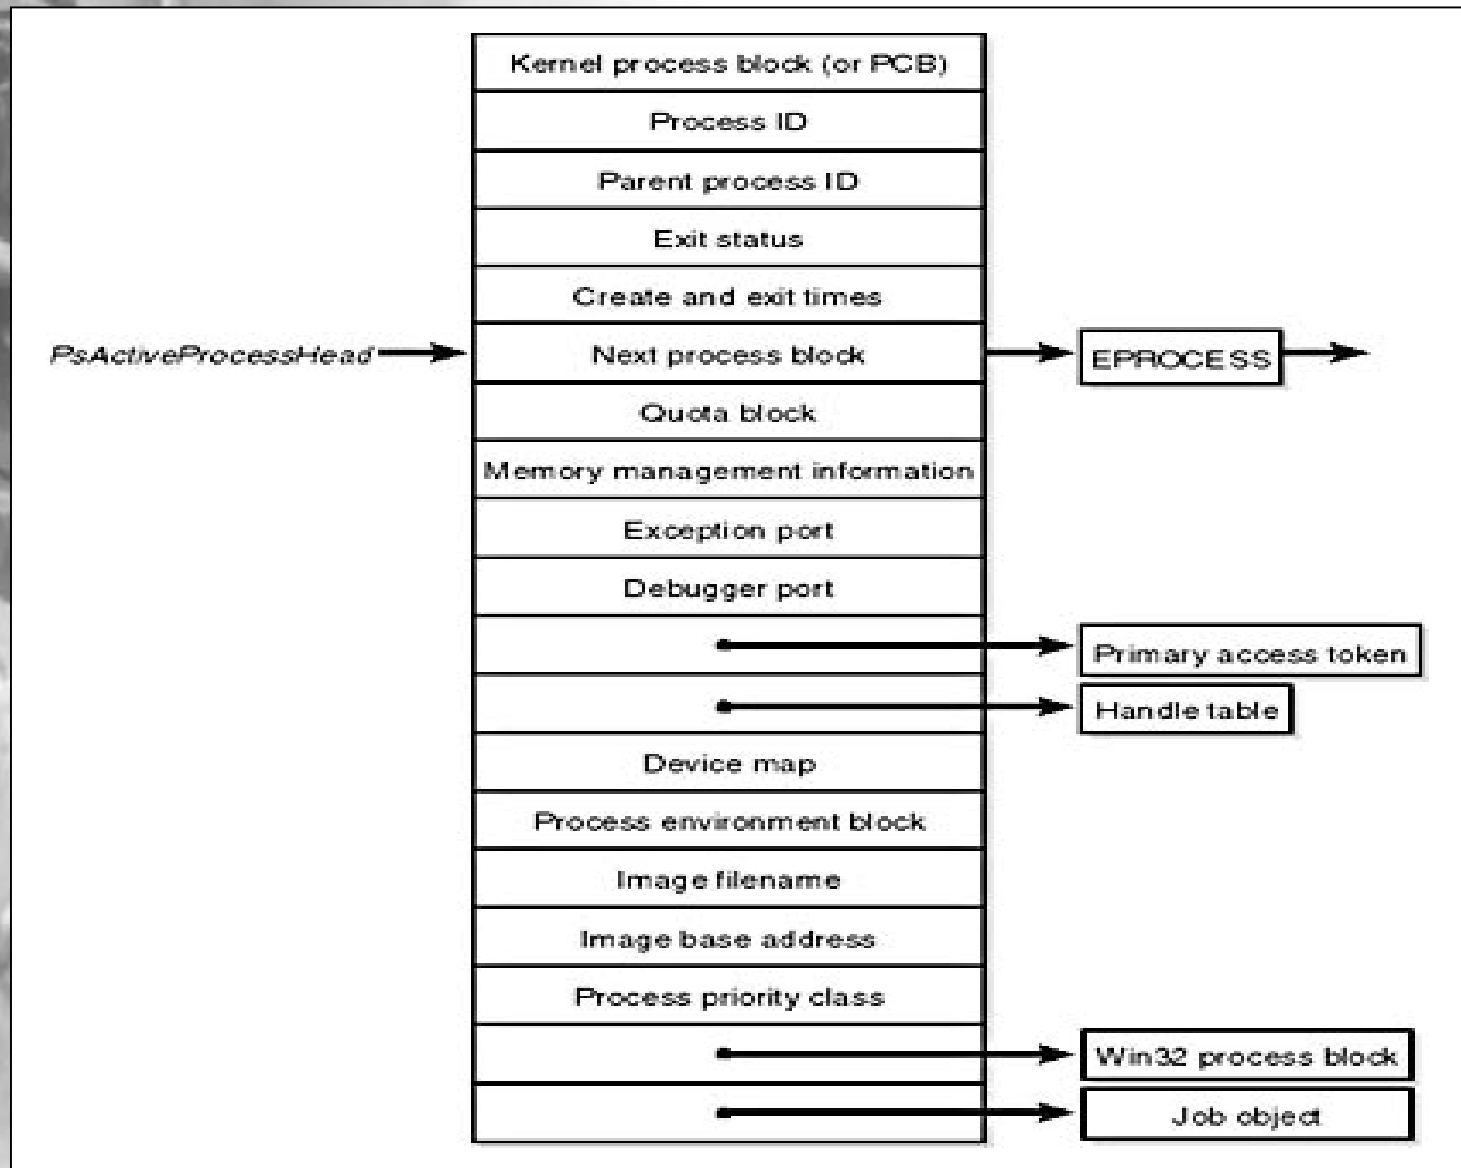 Kernel process block (or PCB)
Process ID
Parent process ID
Exit status
Create and exit times
PsActiveProcessHead
Next process block
EPROCESS
Quota block
Memory management information
Exception port
Debugger port
Primary access token
Handle table
Device map
Process environment block
Image filename
Image base address
Process priority class
Win32 process block
Job object